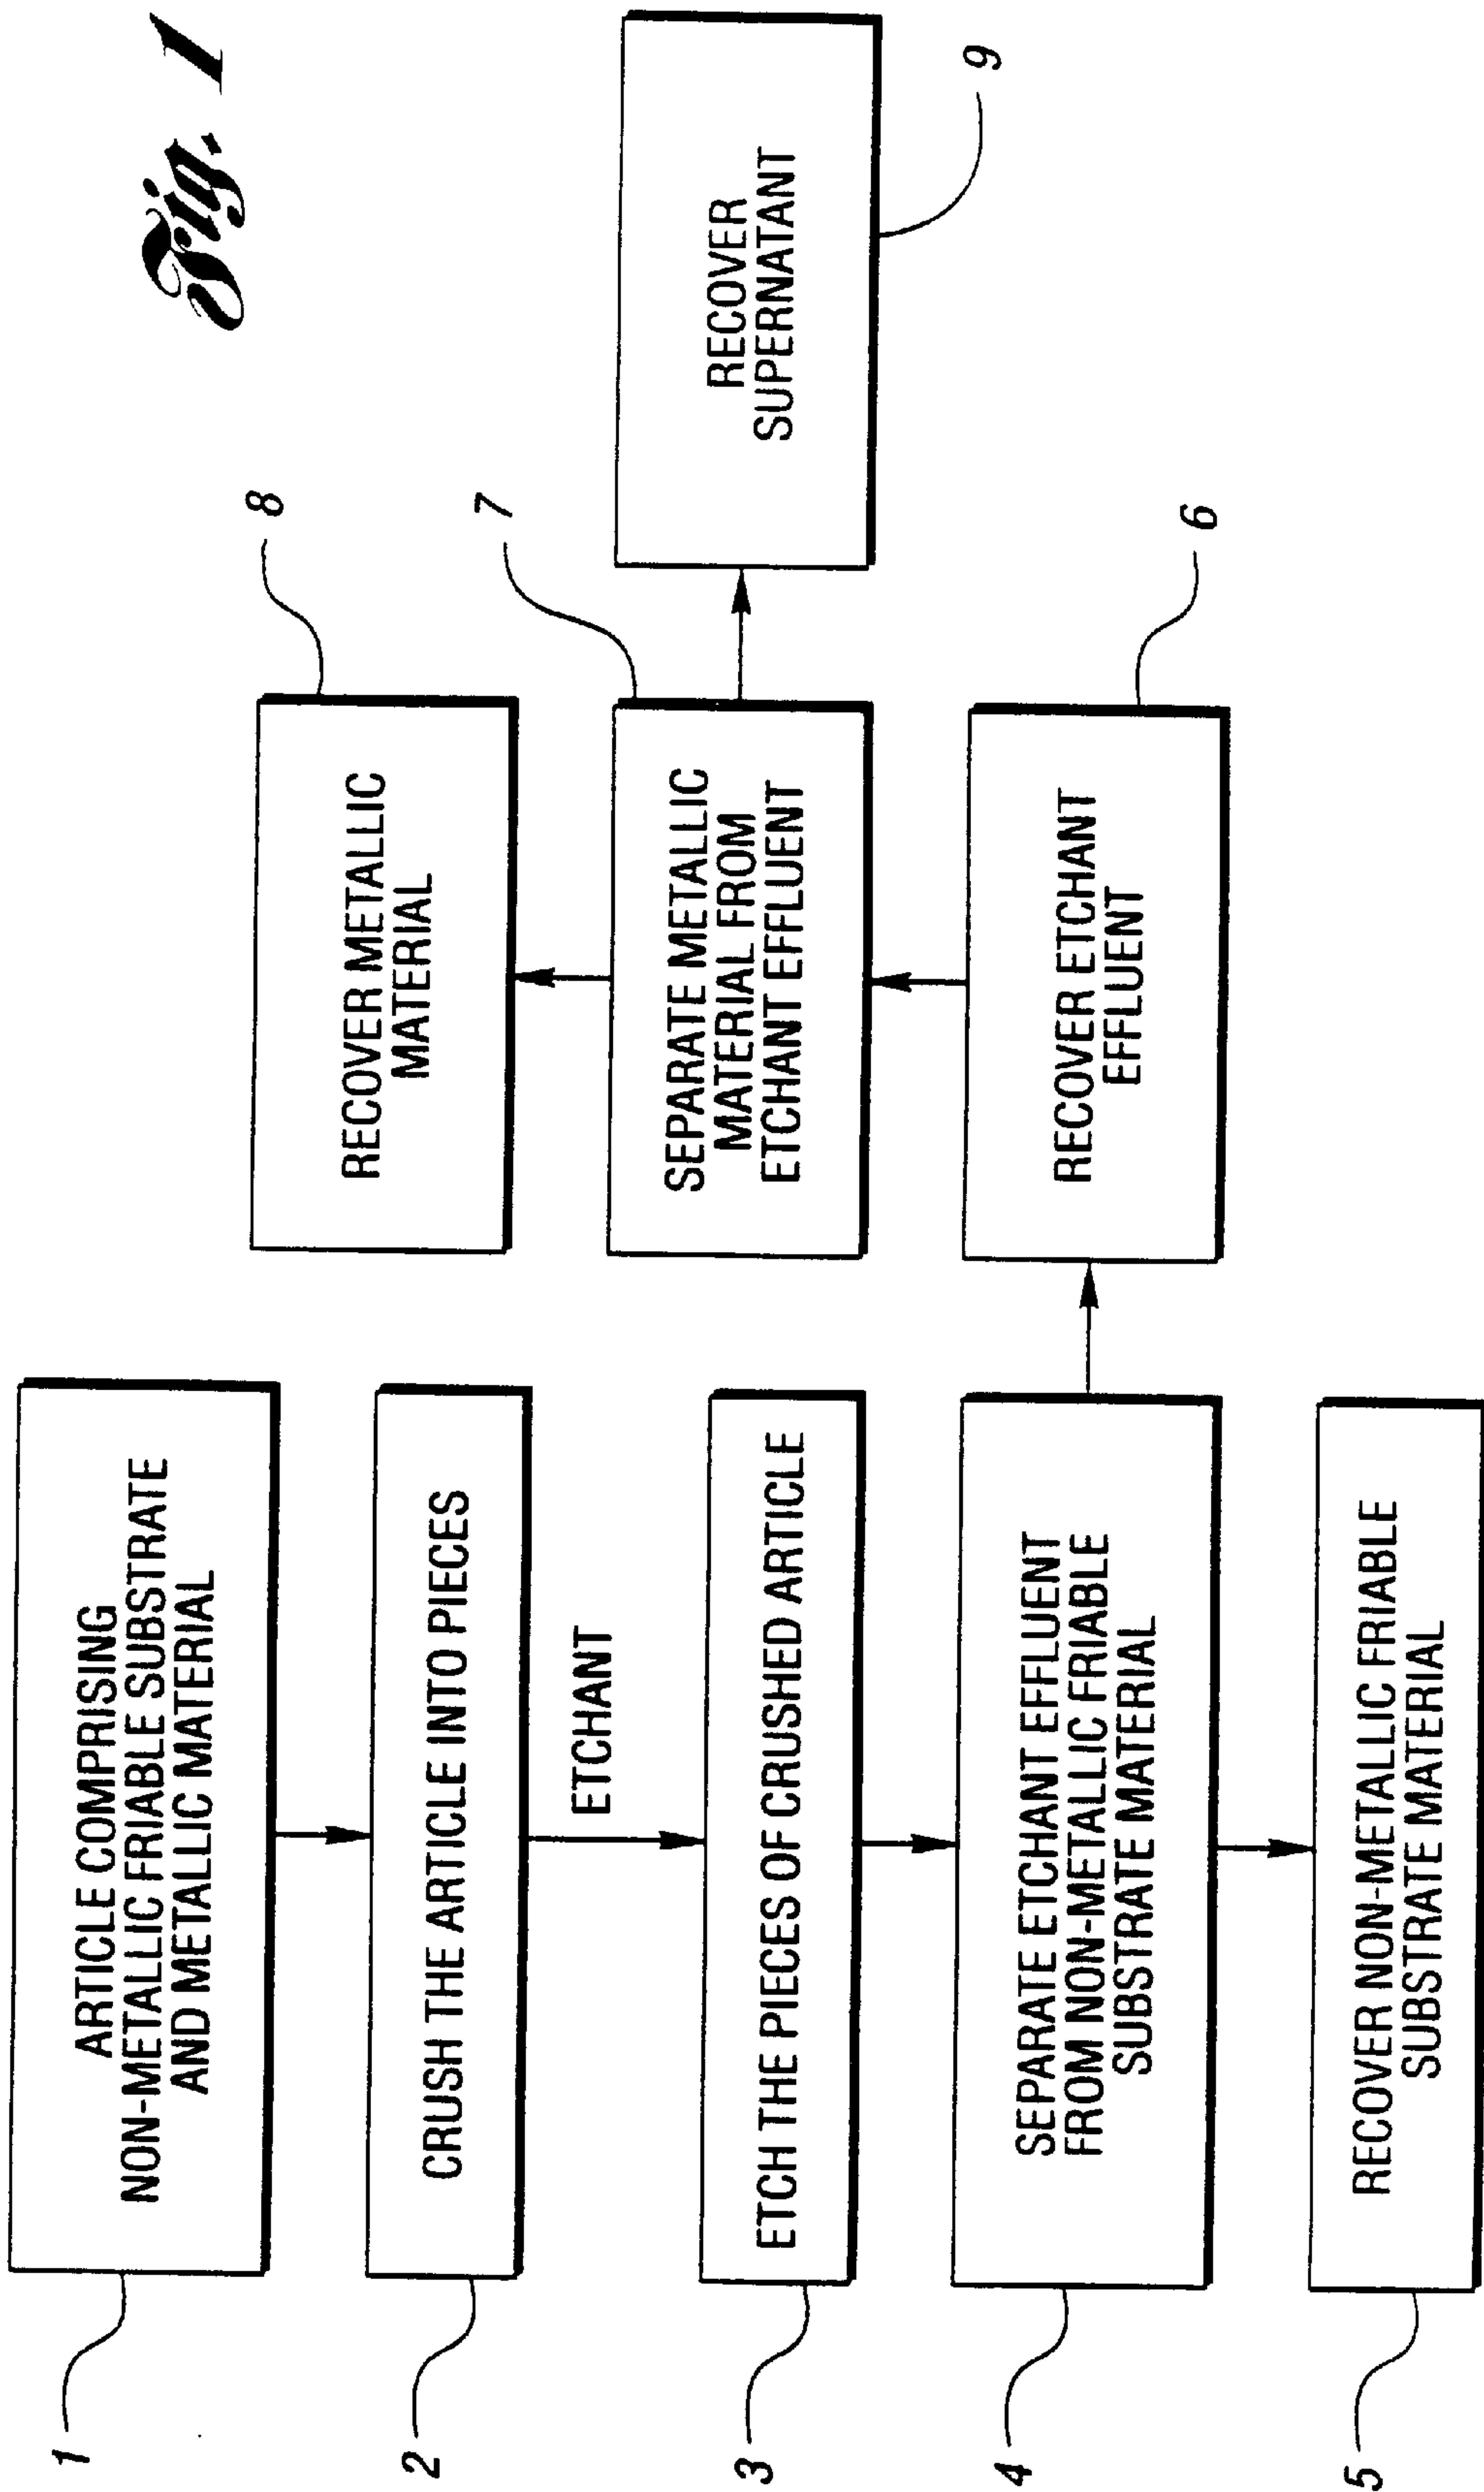 Fig. 1
1
ARTICLE COMPRISING
NON-METALLIC FRIABLE SUBSTRATE
AND METALLIC MATERIAL
2
CRUSH THE ARTICLE INTO PIECES
ETCHANT
3
ETCH THE PIECES OF CRUSHED ARTICLE
4
SEPARATE ETCHANT EFFLUENT
FROM NON-METALLIC FRIABLE
SUBSTRATE MATERIAL
5
RECOVER NON-METALLIC FRIABLE
SUBSTRATE MATERIAL
6
RECOVER ETCHANT
EFFLUENT
7
SEPARATE METALLIC
MATERIAL FROM
ETCHANT EFFLUENT
8
RECOVER METALLIC
MATERIAL
9
RECOVER
SUPERNATANT